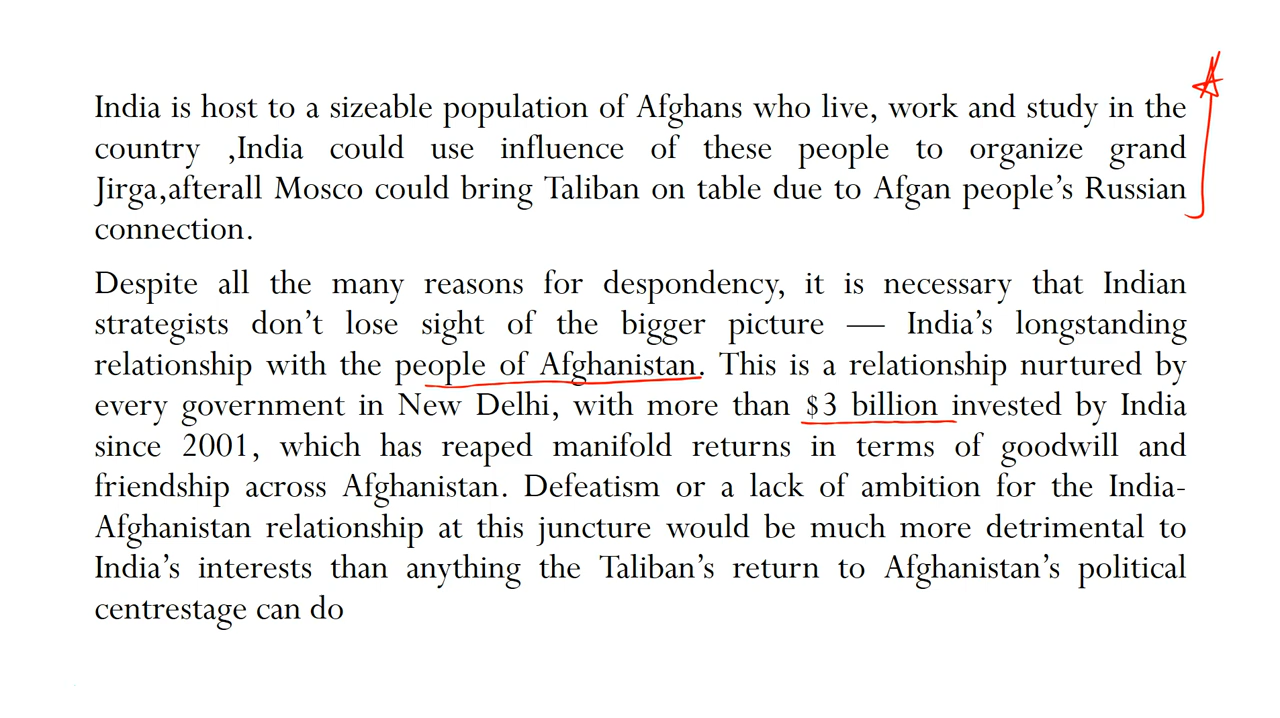 India is host to a sizeable population of Afghans who live, work and study in the
country ,India could use influence of these people to organize grand
Jirga,afterall Mosco could bring Taliban on table due to Afgan people’s Russian
connection.
Despite all the many reasons for despondency, it is necessary that Indian
strategists don’t lose sight of the bigger picture — India’s longstanding
relationship with the people of Afghanistan. This is a relationship nurtured by
every government in New Delhi, with more than $3 billion invested by India
since 2001, which has reaped manifold returns in terms of goodwill and
friendship across Afghanistan. Defeatism or a lack of ambition for the India-
Afghanistan relationship at this juncture would be much more detrimental to
India’s interests than anything the Taliban’s return to Afghanistan’s political
centrestage can do